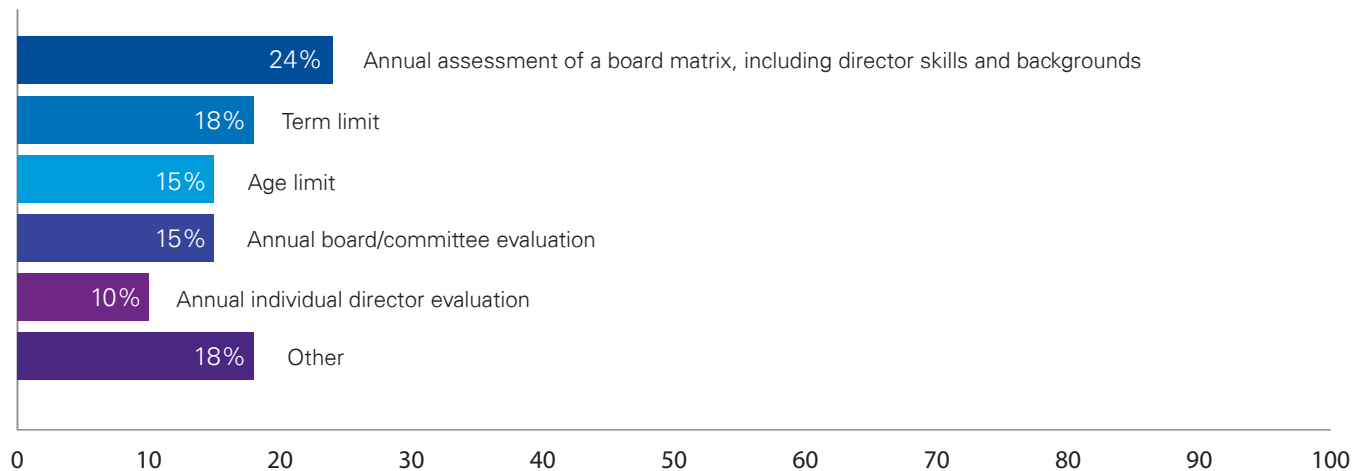 24% Annual assessment of a board matrix, including director skills and backgrounds
18% Term limit
15% Age limit
15% Annual board/committee evaluation
10% Annual individual director evaluation
18% Other
0 10 20 30 40 50 60 70 80 90 100